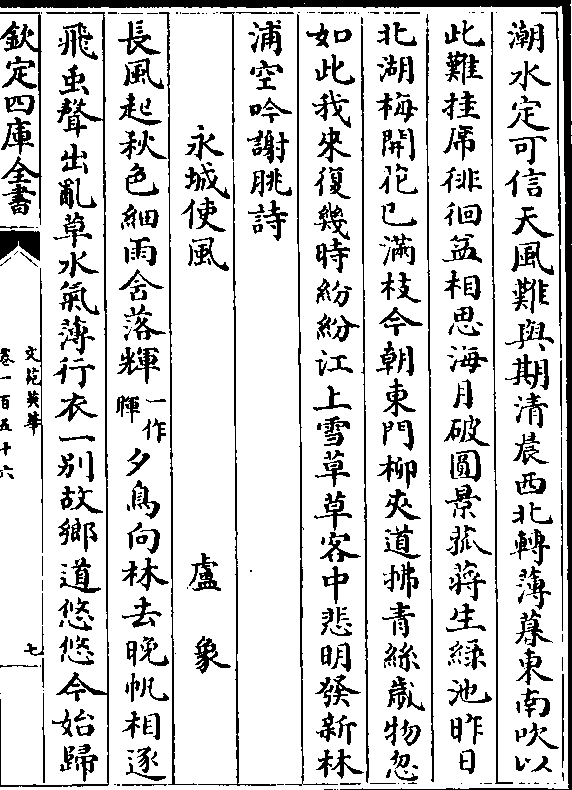 潮水定可信天風難與期清晨西北轉薄暮東南吹以
此難挂席徘徊益相思海月破圓景菰蔣生綠池昨日
北湖梅開花已滿枝今朝東門柳夾道拂青絲歲物忽
如此我來復幾時紛紛江上雪草草客中悲明發新林
浦空吟謝朓詩
永城使風
盧象
長風起秋色細雨含落輝一作暉夕鳥向林去晚帆相逐
飛虫聲出亂草水氣薄行衣一別故鄉道悠悠今始歸
欽定四庫全書
文苑英華
卷一百五十六
七